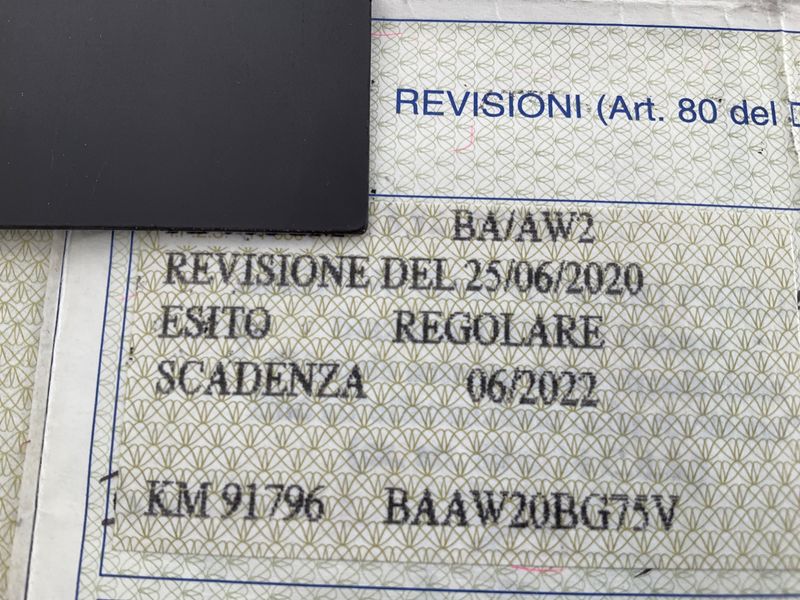 REVISIONI (Art. 80 del
BA/AW2
REVISIONE DEL 25/06/2020
ESITO REGOLARE
SCADENZA 06/2022
KM 91796 BAAW20BG75V